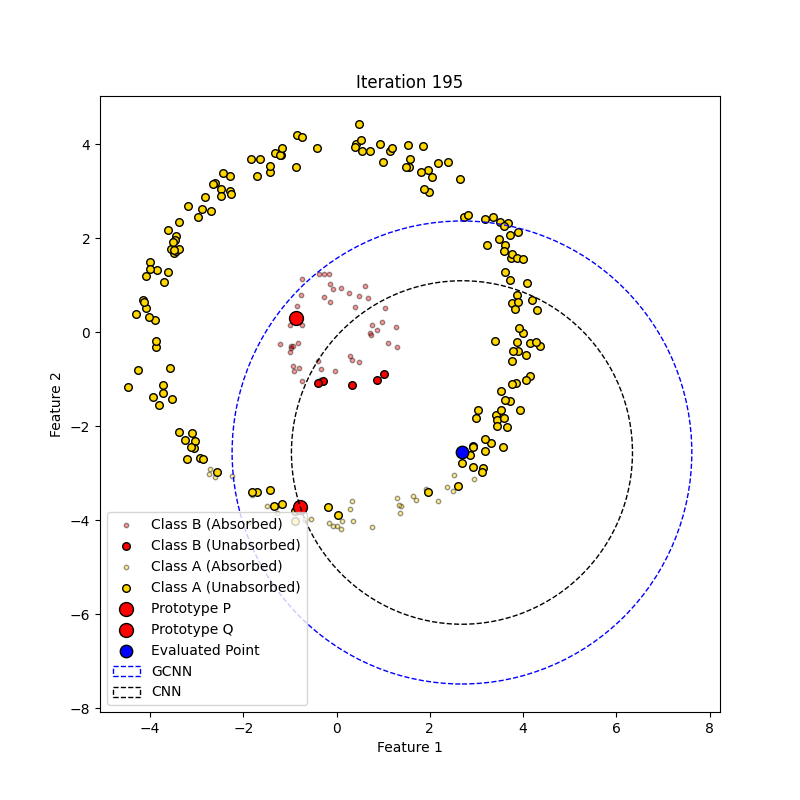 Iteration 195
4
2
0
−2
−4
−6
−8
Feature 2
Class B (Absorbed)
Class B (Unabsorbed)
Class A (Absorbed)
Class A (Unabsorbed)
Prototype P
Prototype Q
Evaluated Point
GCNN
CNN
−4 −2 0 2 4 6 8
Feature 1